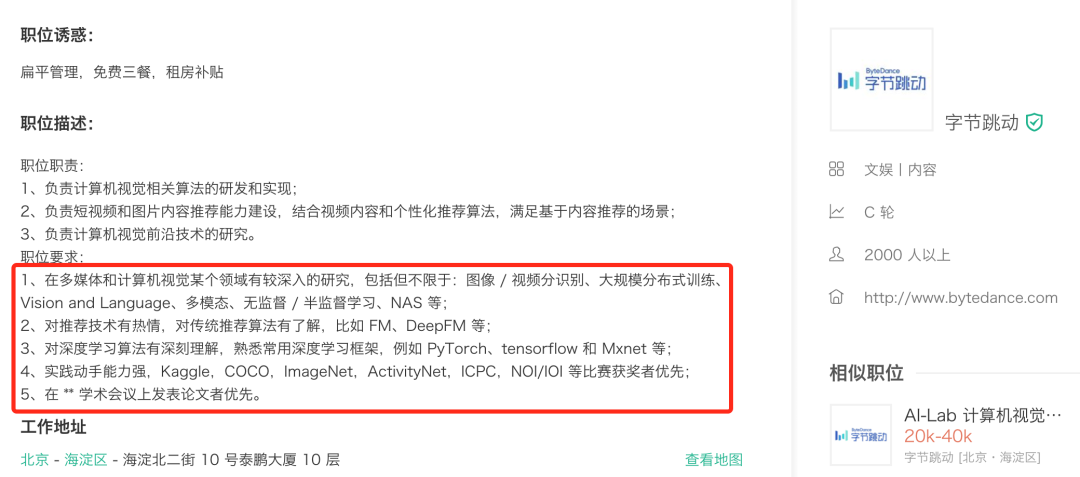 职位诱惑：
扁平管理，免费三餐，租房补贴
职位描述：
职位职责：
1、负责计算机视觉相关算法的研发和实现；
2、负责短视频和图片内容推荐能力建设，结合视频内容和个性化推荐算法，满足基于内容推荐的场景；
3、负责计算机视觉前沿技术的研究。
职位要求：
1、在多媒体和计算机视觉某个领域有较深入的研究，包括但不限于：图像 / 视频分识别、大规模分布式训练、
Vision and Language、多模态、无监督 / 半监督学习、NAS 等；
2、对推荐技术有热情，对传统推荐算法有了解，比如 FM、DeepFM 等；
3、对深度学习算法有深刻理解，熟悉常用深度学习框架，例如 PyTorch、tensorflow 和 Mxnet 等；
4、实践动手能力强，Kaggle，COCO，ImageNet，ActivityNet，ICPC，NOI/IOI 等比赛获奖者优先；
5、在 ** 学术会议上发表论文者优先。
工作地址
北京 - 海淀区 - 海淀北二街 10 号泰鹏大厦 10 层
查看地图
ByteDance
字节跳动
字节跳动
文娱丨内容
C 轮
2000 人以上
http://www.bytedance.com
相似职位
ByteDance
字节跳动
AI-Lab 计算机视觉···
20k-40k
字节跳动 [北京·海淀区]